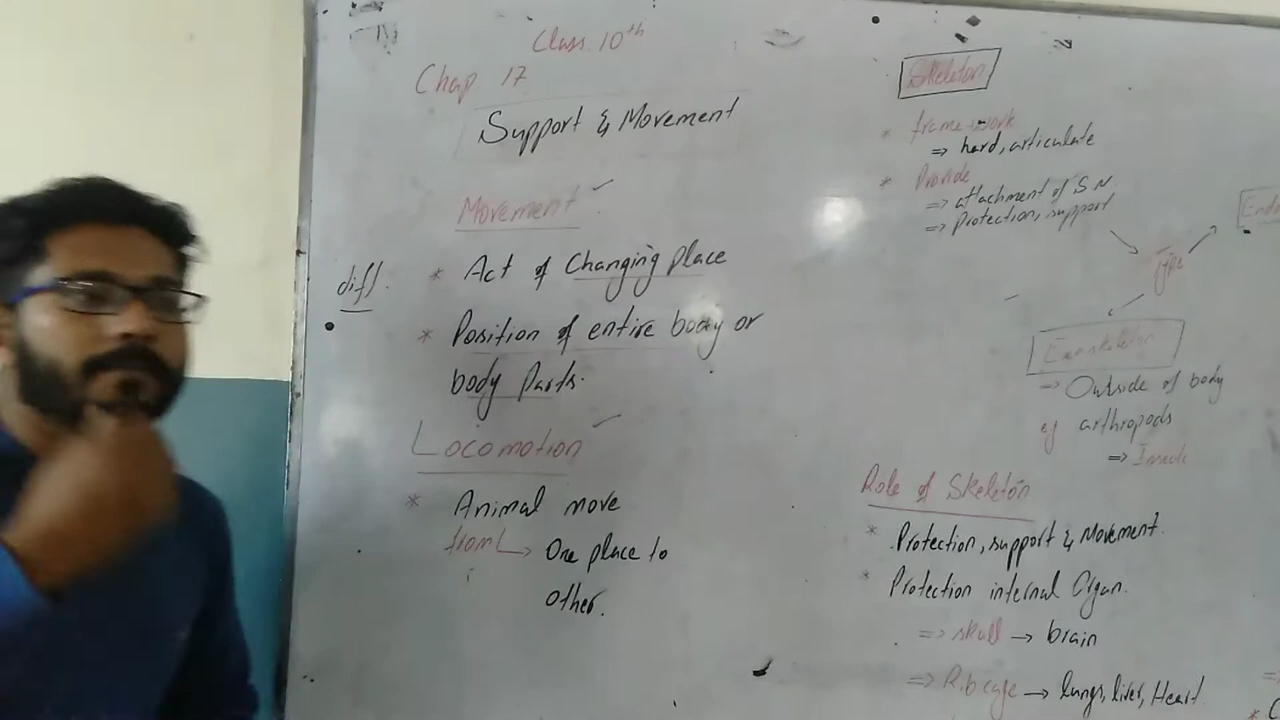 Class 10th
Chap 17
Support & Movement
Movement
diff.
* Act of Changing place
* Position of entire body or
body Parts.
Locomotion
* Animal move
from → One place to
other.
Skeleton
* frame work
⇒ hard, articulate
* Provide
⇒ attachment of S.N
⇒ Protection, support
Type
Endo
Exoskeleton
⇒ Outside of body
eg arthropods
⇒ Insects
Role of Skeleton
* Protection, support & Movement.
* Protection internal Organ.
⇒ skull → brain
⇒ Rib cage → lungs, liver, Heart